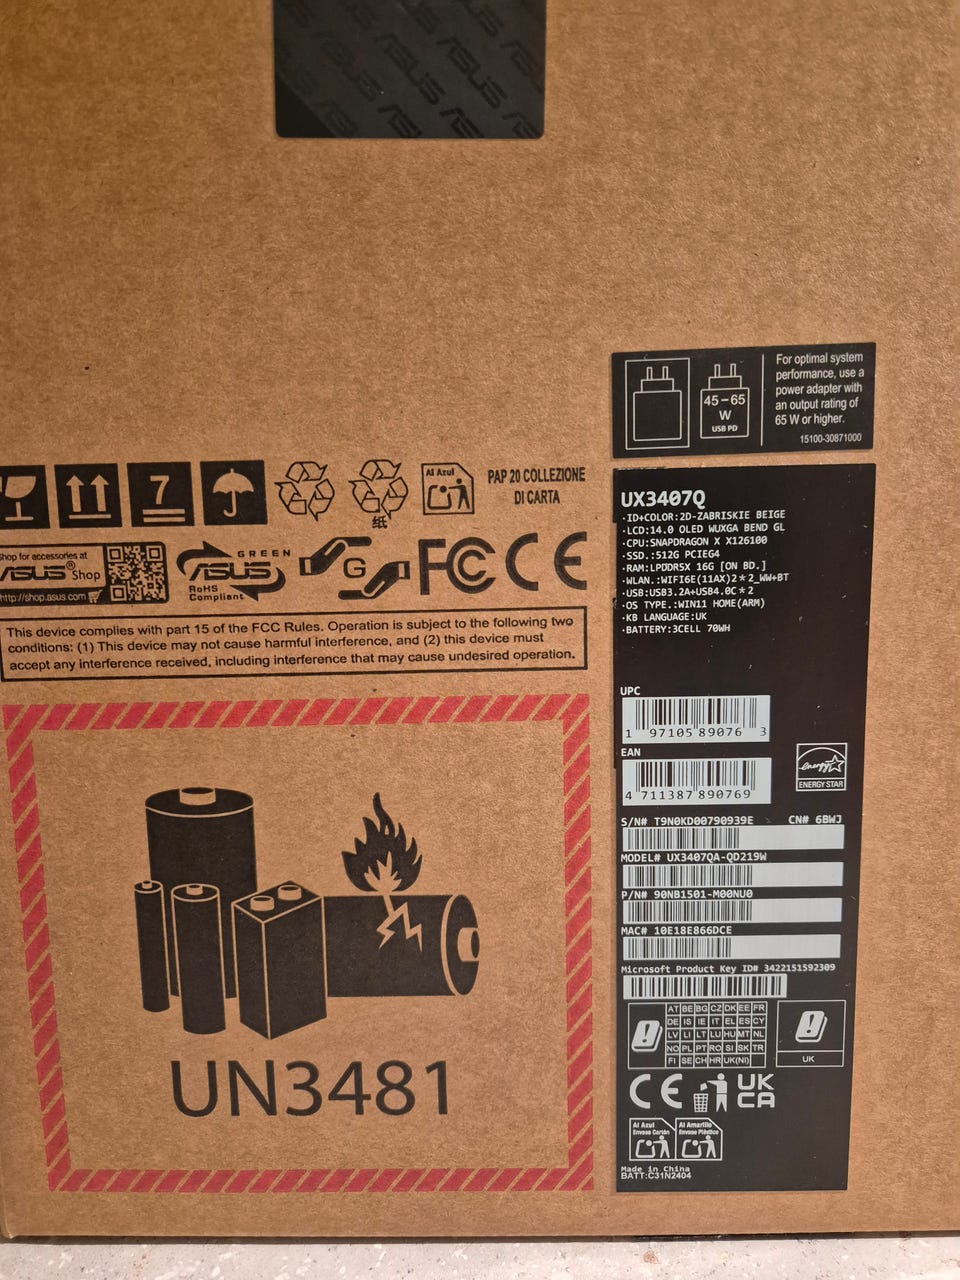 ASUS ASUS ASUS
For optimal system
performance, use a
power adapter with
an output rating of
65 W or higher.
45-65
W
USB PD
15100-30871000
7
纸
Al Azul
PAP 20 COLLEZIONE
DI CARTA
Shop for accessories at
ASUS® Shop
http://shop.asus.com
GREEN
ASUS
RoHS
Compliant
G
FC CE
This device complies with part 15 of the FCC Rules. Operation is subject to the following two
conditions: (1) This device may not cause harmful interference, and (2) this device must
accept any interference received, including interference that may cause undesired operation.
UN3481
UX3407Q
·ID+COLOR:2D-ZABRISKIE BEIGE
·LCD:14.0 OLED WUXGA BEND GL
·CPU:SNAPDRAGON X X126100
·SSD.:512G PCIEG4
·RAM:LPDDR5X 16G [ON BD.]
·WLAN.:WIFI6E(11AX)2*2_WW+BT
·USB:USB3.2A+USB4.0C*2
·OS TYPE.:WIN11 HOME(ARM)
·KB LANGUAGE:UK
·BATTERY:3CELL 70WH
UPC
1 97105 89076 3
EAN
4 711387 890769
energy
ENERGY STAR
S/N# T9N0KD00790939E CN# 6BWJ
MODEL# UX3407QA-QD219W
P/N# 90NB1501-M00NU0
MAC# 10E18E866DCE
Microsoft Product Key ID# 3422151592309
AT BE BG CZ DK EE FR
DE IS IE IT EL ES CY
LV LI LT LU HU MT NL
NO PL PT RO SI SK TR
FI SE CH HR UK(NI)
UK
CE UK
CA
Al Azul
Envase Cartón
Al Amarillo
Envase Plástico
Made in China
BATT:C31N2404